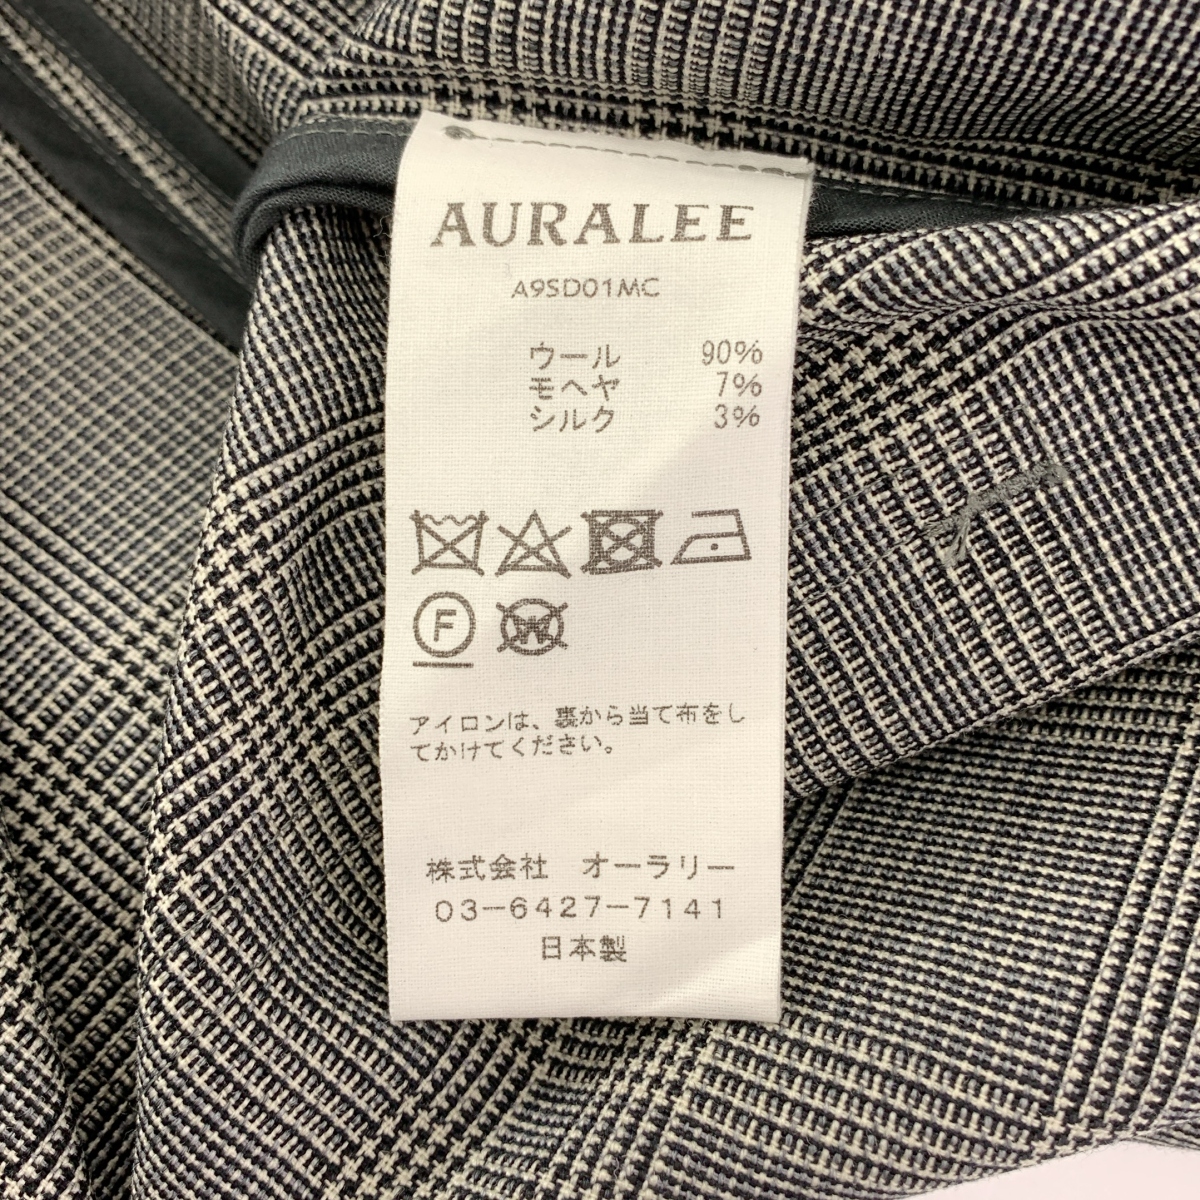 AURALEE
A9SD01MC
ウール 90%
モヘヤ 7%
シルク 3%
F W
アイロンは、裏から当て布をし
てかけてください。
株式会社 オーラリー
03-6427-7141
日本製